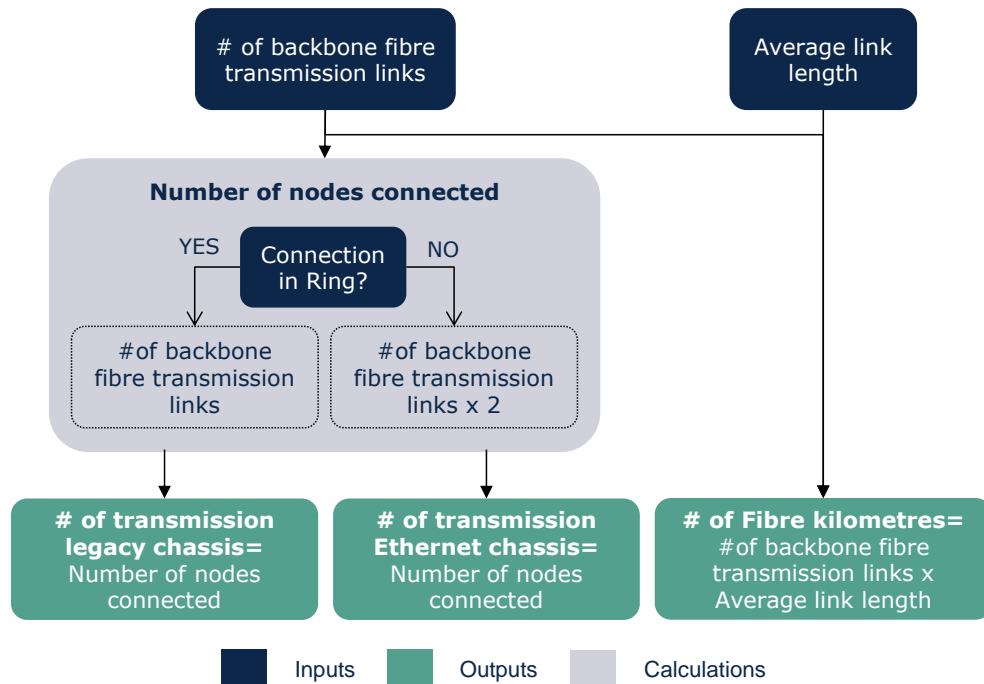 # of backbone fibre
transmission links
Average link
length
Number of nodes connected
YES
Connection
in Ring?
NO
#of backbone
fibre transmission
links
#of backbone
fibre transmission
links x 2
# of transmission
legacy chassis=
Number of nodes
connected
# of transmission
Ethernet chassis=
Number of nodes
connected
# of Fibre kilometres=
#of backbone fibre
transmission links x
Average link length
Inputs
Outputs
Calculations